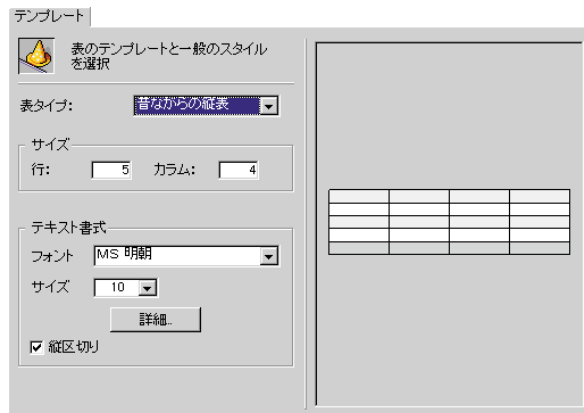 テンプレート
表のテンプレートと一般のスタイル
を選択
表タイプ: 昔ながらの縦表
サイズ
行: 5 カラム: 4
テキスト書式
フォント MS 明朝
サイズ 10
詳細...
縦区切り